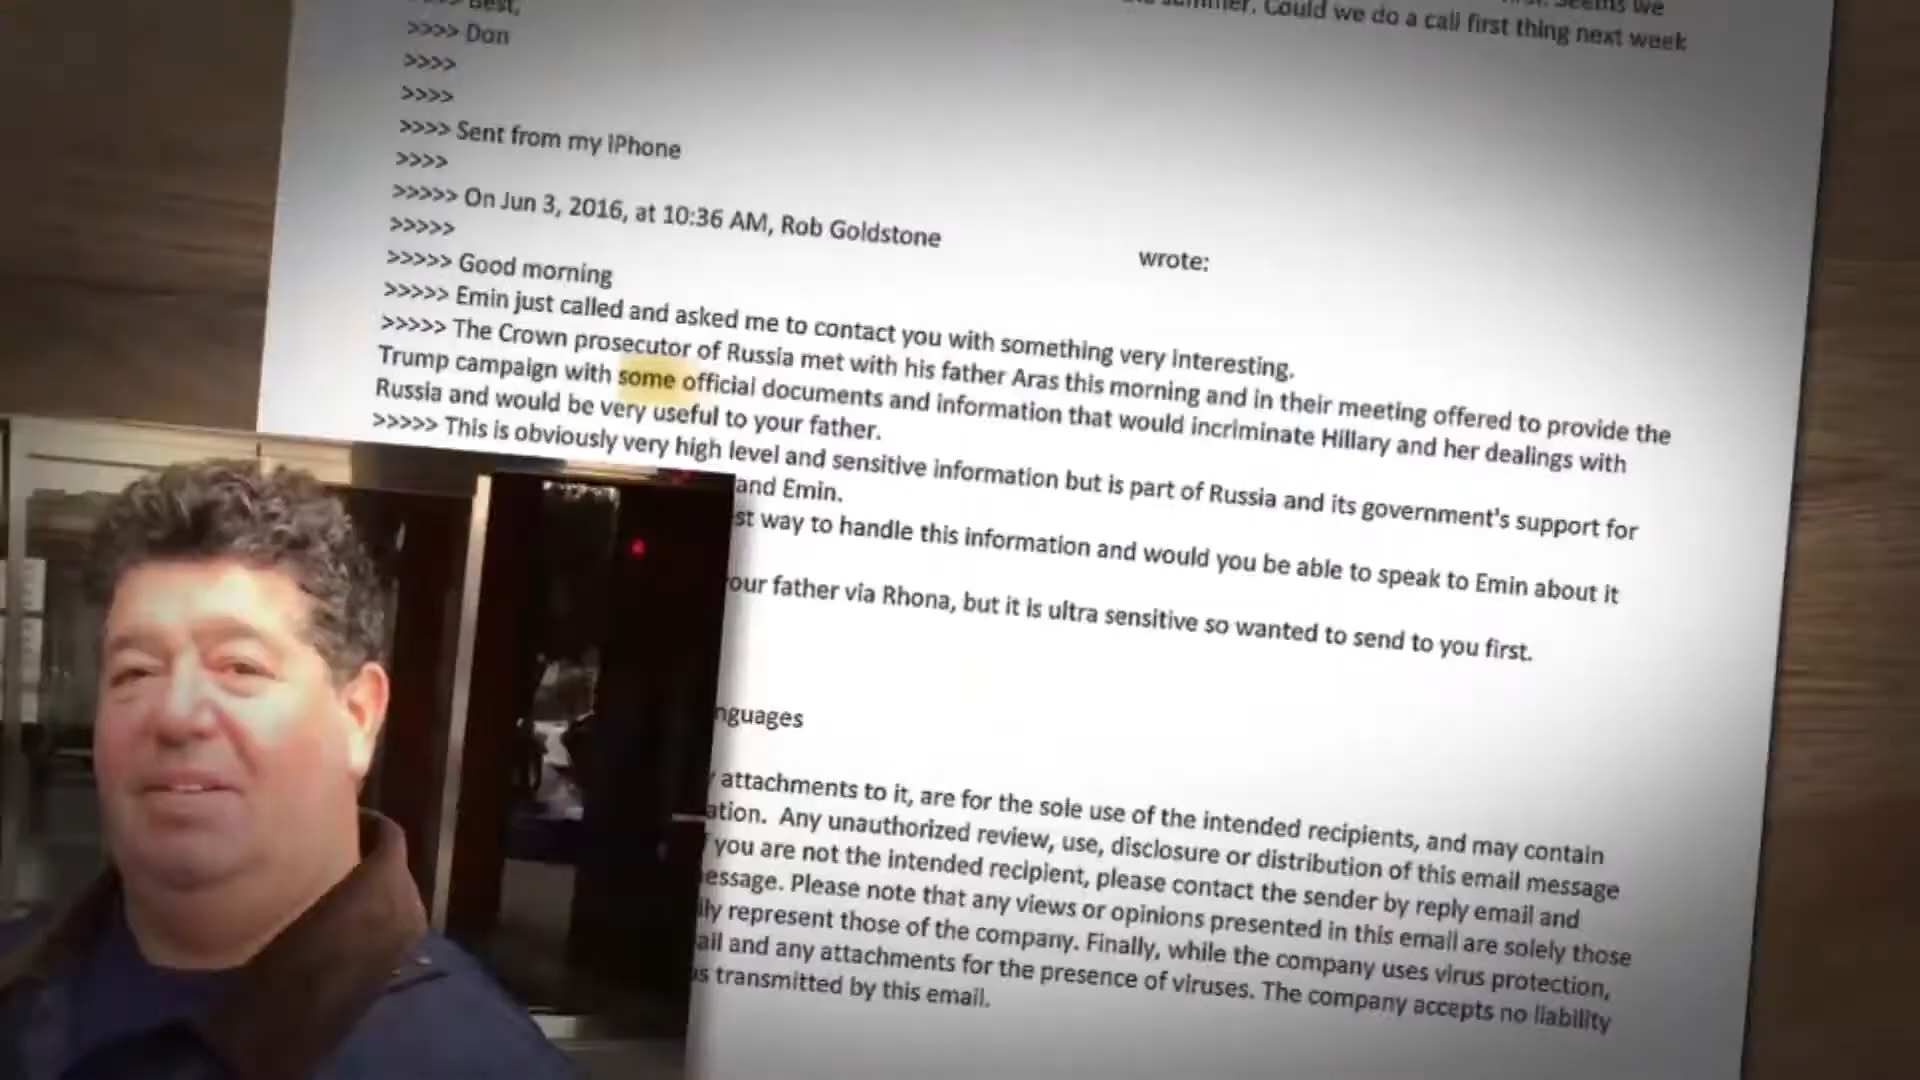 Seems we
>>>> Best,
summer. Could we do a call first thing next week
>>>> Don
>>>>
>>>>
>>>> Sent from my iPhone
>>>>
>>>>> On Jun 3, 2016, at 10:36 AM, Rob Goldstone wrote:
>>>>>
>>>>> Good morning
>>>>> Emin just called and asked me to contact you with something very interesting.
>>>>> The Crown prosecutor of Russia met with his father Aras this morning and in their meeting offered to provide the
Trump campaign with some official documents and information that would incriminate Hillary and her dealings with
Russia and would be very useful to your father.
>>>>> This is obviously very high level and sensitive information but is part of Russia and its government's support for
and Emin.
way to handle this information and would you be able to speak to Emin about it
father via Rhona, but it is ultra sensitive so wanted to send to you first.
attachments to it, are for the sole use of the intended recipients, and may contain
Any unauthorized review, use, disclosure or distribution of this email message
you are not the intended recipient, please contact the sender by reply email and
Please note that any views or opinions presented in this email are solely those
represent those of the company. Finally, while the company uses virus protection,
and any attachments for the presence of viruses. The company accepts no liability
transmitted by this email.